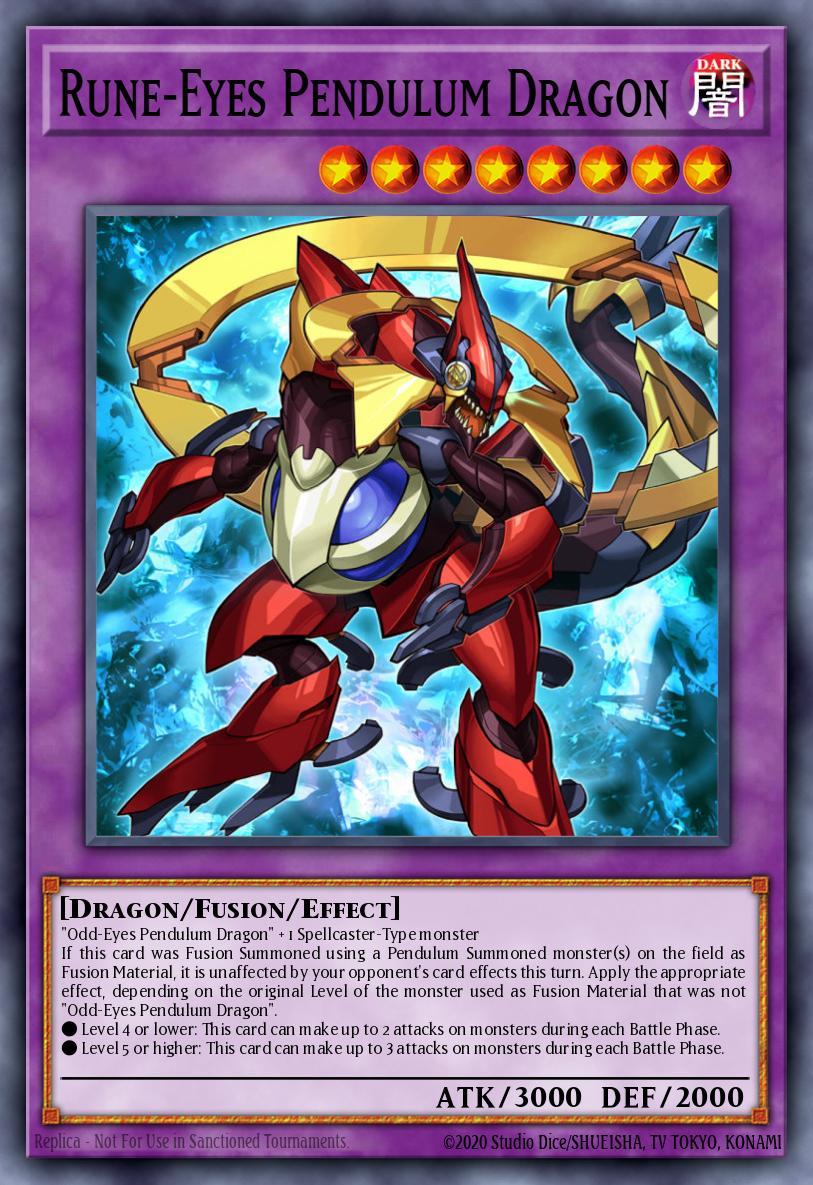 Rune-Eyes Pendulum Dragon
DARK
闇
[Dragon/Fusion/Effect]
"Odd-Eyes Pendulum Dragon" + 1 Spellcaster-Type monster
If this card was Fusion Summoned using a Pendulum Summoned monster(s) on the field as
Fusion Material, it is unaffected by your opponent's card effects this turn. Apply the appropriate
effect, depending on the original Level of the monster used as Fusion Material that was not
"Odd-Eyes Pendulum Dragon".
● Level 4 or lower: This card can make up to 2 attacks on monsters during each Battle Phase.
● Level 5 or higher: This card can make up to 3 attacks on monsters during each Battle Phase.
ATK/3000 DEF/2000
Replica - Not For Use in Sanctioned Tournaments.
©2020 Studio Dice/SHUEISHA, TV TOKYO, KONAMI